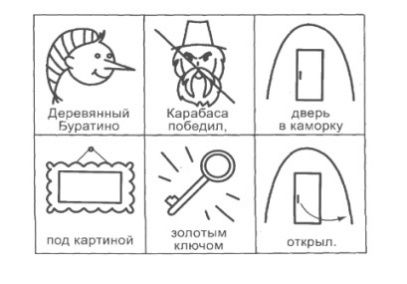 Деревянный
Буратино
Карабаса
победил,
дверь
в каморку
под картиной
золотым
ключом
открыл.